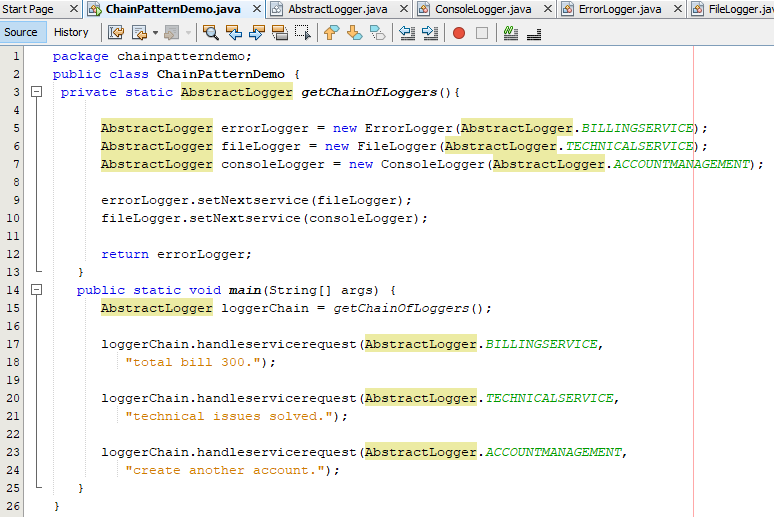 Start Page
ChainPatternDemo.java
AbstractLogger.java
ConsoleLogger.java
ErrorLogger.java
FileLogger.java
Source History
1 package chainpatterndemo;
2 public class ChainPatternDemo {
3 private static AbstractLogger getChainOfLoggers(){
4
5 AbstractLogger errorLogger = new ErrorLogger(AbstractLogger.BILLINGSERVICE);
6 AbstractLogger fileLogger = new FileLogger(AbstractLogger.TECHNICALSERVICE);
7 AbstractLogger consoleLogger = new ConsoleLogger(AbstractLogger.ACCOUNTMANAGEMENT);
8
9 errorLogger.setNextservice(fileLogger);
10 fileLogger.setNextservice(consoleLogger);
11
12 return errorLogger;
13 }
14 public static void main(String[] args) {
15 AbstractLogger loggerChain = getChainOfLoggers();
16
17 loggerChain.handleservicerequest(AbstractLogger.BILLINGSERVICE,
18 "total bill 300.");
19
20 loggerChain.handleservicerequest(AbstractLogger.TECHNICALSERVICE,
21 "technical issues solved.");
22
23 loggerChain.handleservicerequest(AbstractLogger.ACCOUNTMANAGEMENT,
24 "create another account.");
25 }
26 }